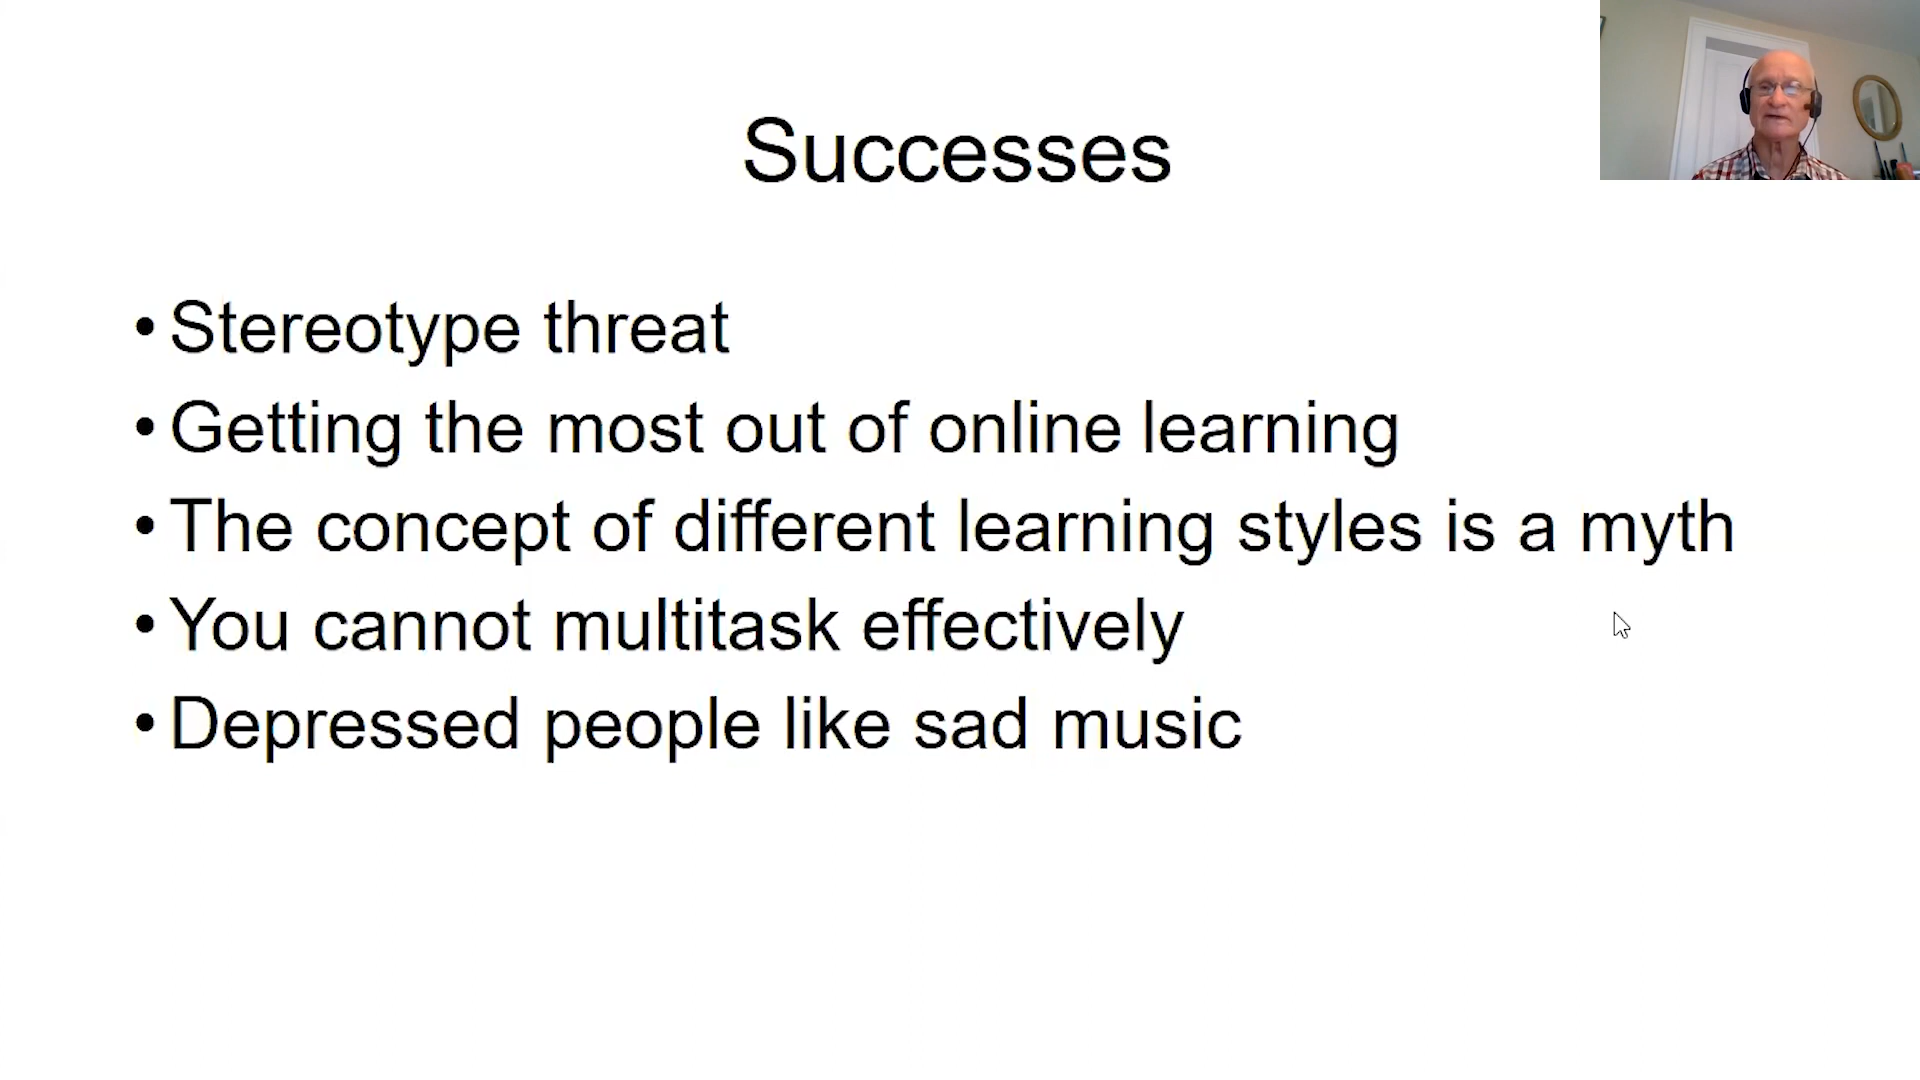 Successes
• Stereotype threat
• Getting the most out of online learning
• The concept of different learning styles is a myth
• You cannot multitask effectively
• Depressed people like sad music